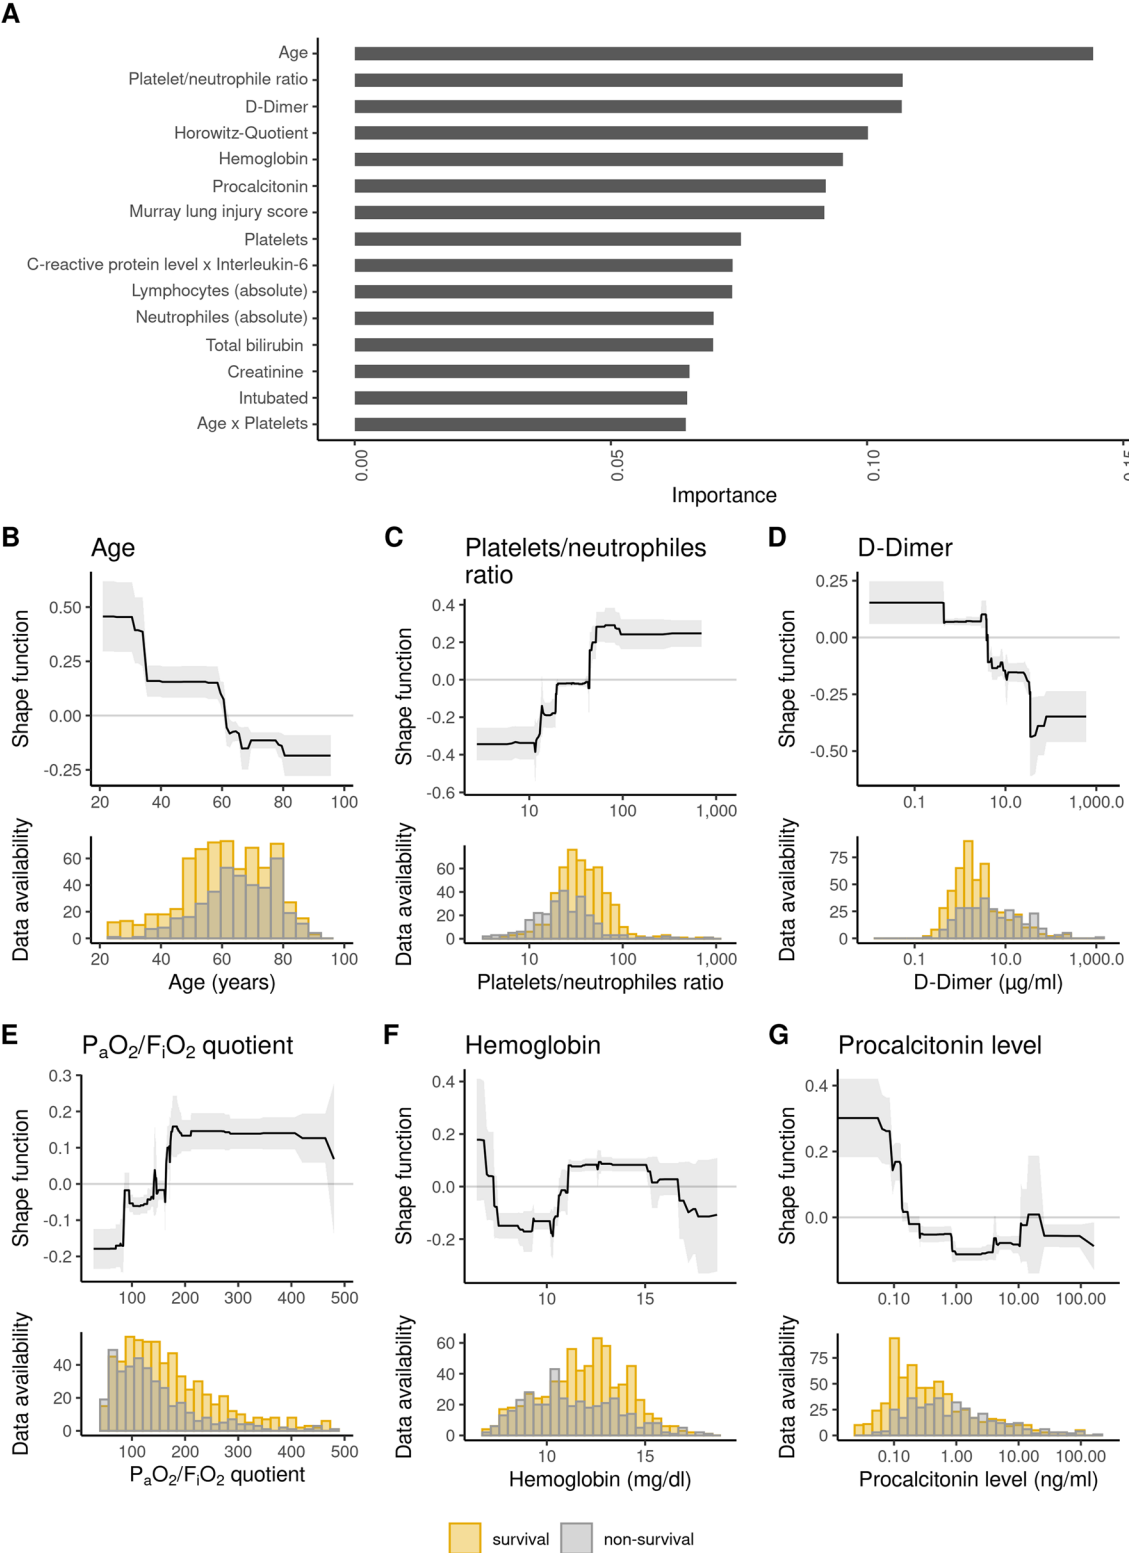 A
Age
Platelet/neutrophile ratio
D-Dimer
Horowitz-Quotient
Hemoglobin
Procalcitonin
Murray lung injury score
Platelets
C-reactive protein level x Interleukin-6
Lymphocytes (absolute)
Neutrophiles (absolute)
Total bilirubin
Creatinine
Intubated
Age x Platelets
0.00
0.05
0.10
0.15
Importance
B
Age
Shape function
0.50
0.25
0.00
-0.25
20 40 60 80 100
Data availability
60
40
20
0
20 40 60 80 100
Age (years)
C
Platelets/neutrophiles
ratio
Shape function
0.4
0.2
0.0
-0.2
-0.4
-0.6
10 100 1,000
Data availability
60
40
20
0
10 100 1,000
Platelets/neutrophiles ratio
D
D-Dimer
Shape function
0.25
0.00
-0.25
-0.50
0.1 10.0 1,000.0
Data availability
75
50
25
0
0.1 10.0 1,000.0
D-Dimer (µg/ml)
E
PaO2/FiO2 quotient
Shape function
0.3
0.2
0.1
0.0
-0.1
-0.2
100 200 300 400 500
Data availability
40
20
0
100 200 300 400 500
PaO2/FiO2 quotient
F
Hemoglobin
Shape function
0.4
0.2
0.0
-0.2
10 15
Data availability
60
40
20
0
10 15
Hemoglobin (mg/dl)
G
Procalcitonin level
Shape function
0.4
0.2
0.0
0.10 1.00 10.00 100.00
Data availability
75
50
25
0
0.10 1.00 10.00 100.00
Procalcitonin level (ng/ml)
survival non-survival